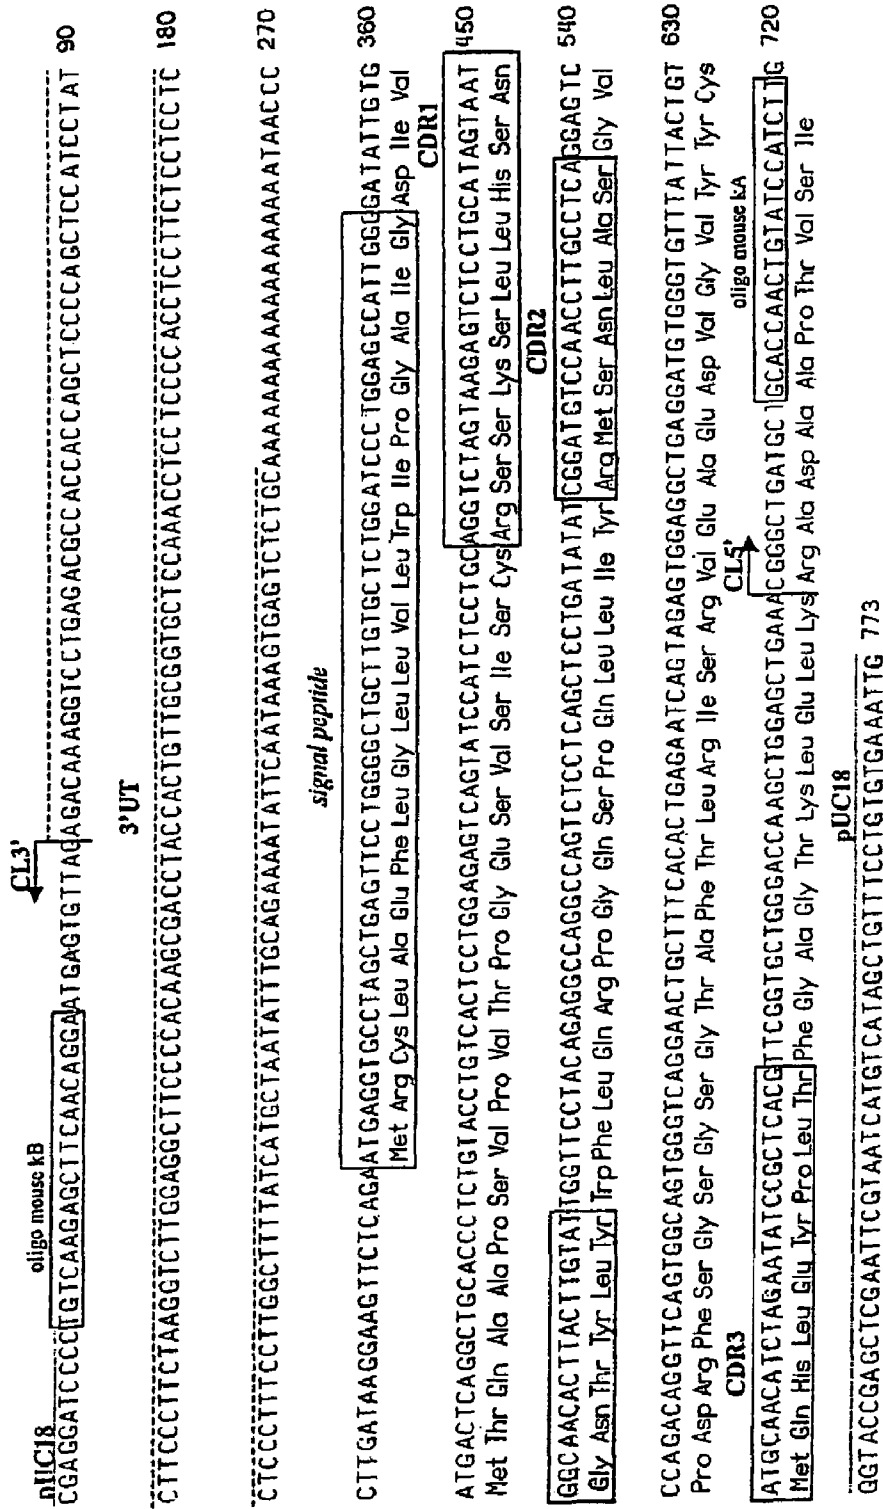 pUC18 oligo mouse kB CL3'
CGAGGATCCCCTGTCAAGAGCTTCAACAGGAATGAGTGTTAGAGACAAAGGTCCTGAGACGCCACCACCAGCTCCCCAGCTCCATCCTAT 90
3'UT
CTTCCCTTCTAAGGTCTTGGAGGCTTCCCCACAAGCGACCTACCACTGTTGCGGTGCTCCAAACCTCCTCCCCACCTCCTTCTCCTCCTC 180
CTCCCTTTCCTTGGCTTTTATCATGCTAATATTTGCAGAAAATATTCAATAAAGTGAGTCTCTGCAAAAAAAAAAAAAAAAAAATAACCC 270
signal peptide
CTTGATAAGGAAGTTCTCAGAATGAGGTGCCTAGCTGAGTTCCTGGGGCTGCTTGTGCTCTGGATCCCTGGAGCCATTGGGGATATTGTG 360
Met Arg Cys Leu Ala Glu Phe Leu Gly Leu Leu Val Leu Trp Ile Pro Gly Ala Ile Gly Asp Ile Val
CDR1
ATGACTCAGGCTGCACCCTCTGTACCTGTCACTCCTGGAGAGTCAGTATCCATCTCCTGCAGGTCTAGTAAGAGTCTCCTGCATAGTAAT 450
Met Thr Gln Ala Ala Pro Ser Val Pro Val Thr Pro Gly Glu Ser Val Ser Ile Ser Cys Arg Ser Ser Lys Ser Leu Leu His Ser Asn
CDR2
GGCAACACTTACTTGTATTGGTTCCTACAGAGGCCAGGCCAGTCTCCTCAGCTCCTGATATATCGGATGTCCAACCTTGCCTCAGGAGTC 540
Gly Asn Thr Tyr Leu Tyr Trp Phe Leu Gln Arg Pro Gly Gln Ser Pro Gln Leu Leu Ile Tyr Arg Met Ser Asn Leu Ala Ser Gly Val
CCAGACAGGTTCAGTGGCAGTGGGTCAGGAACTGCTTTCACACTGAGAATCAGTAGAGTGGAGGCTGAGGATGTGGGTGTTTATTACTGT 630
Pro Asp Arg Phe Ser Gly Ser Gly Ser Gly Thr Ala Phe Thr Leu Arg Ile Ser Arg Val Glu Ala Glu Asp Val Gly Val Tyr Tyr Cys
CDR3 CL5' oligo mouse kA
ATGCAACATCTAGAATATCCGCTCACGTTCGGTGCTGGGACCAAGCTGGAGCTGAAACGGGCTGATGCTGCACCAACTGTATCCATCTTG 720
Met Gln His Leu Glu Tyr Pro Leu Thr Phe Gly Ala Gly Thr Lys Leu Glu Leu Lys Arg Ala Asp Ala Ala Pro Thr Val Ser Ile
pUC18
GGTACCGAGCTCGAATTCGTAATCATGTCATAGCTGTTTCCTGTGTGAAATTG 773